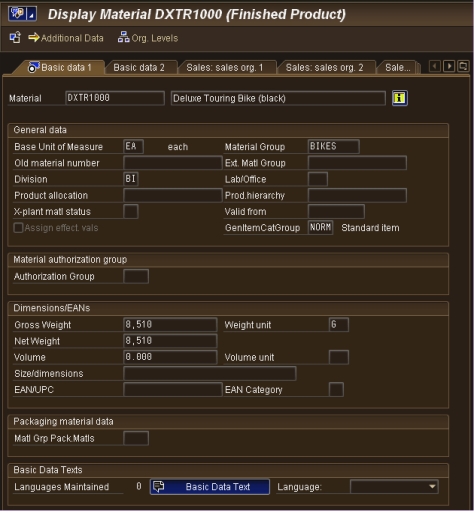 Display Material DXTR1000 (Finished Product)
Additional Data Org. Levels
Basic data 1 Basic data 2 Sales: sales org. 1 Sales: sales org. 2 Sale...
Material DXTR1000 Deluxe Touring Bike (black)
General data
Base Unit of Measure EA each Material Group BIKES
Old material number Ext. Matl Group
Division BI Lab/Office
Product allocation Prod.hierarchy
X-plant matl status Valid from
Assign effect. vals GenItemCatGroup NORM Standard item
Material authorization group
Authorization Group
Dimensions/EANs
Gross Weight 8,510 Weight unit G
Net Weight 8,510
Volume 0.000 Volume unit
Size/dimensions
EAN/UPC EAN Category
Packaging material data
Matl Grp Pack.Matls
Basic Data Texts
Languages Maintained 0 Basic Data Text Language: